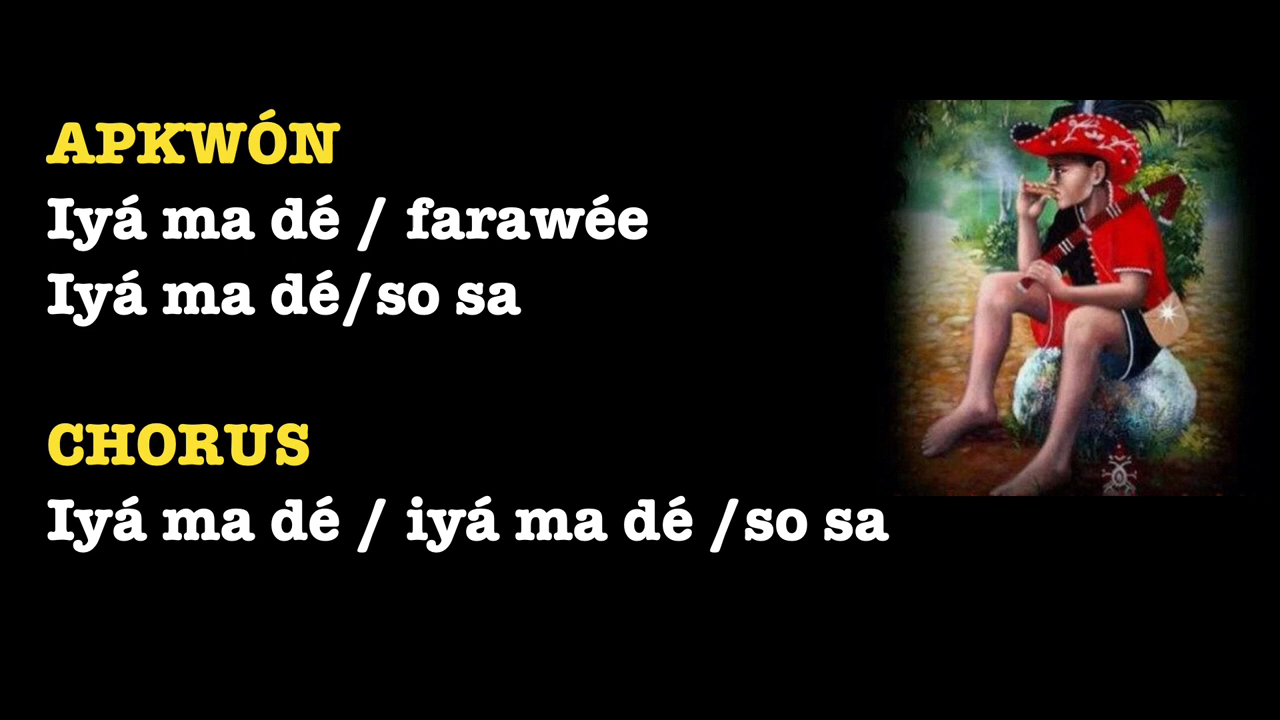 APKWÓN
Iyá ma dé / farawée
Iyá ma dé/so sa
CHORUS
Iyá ma dé / iyá ma dé /so sa